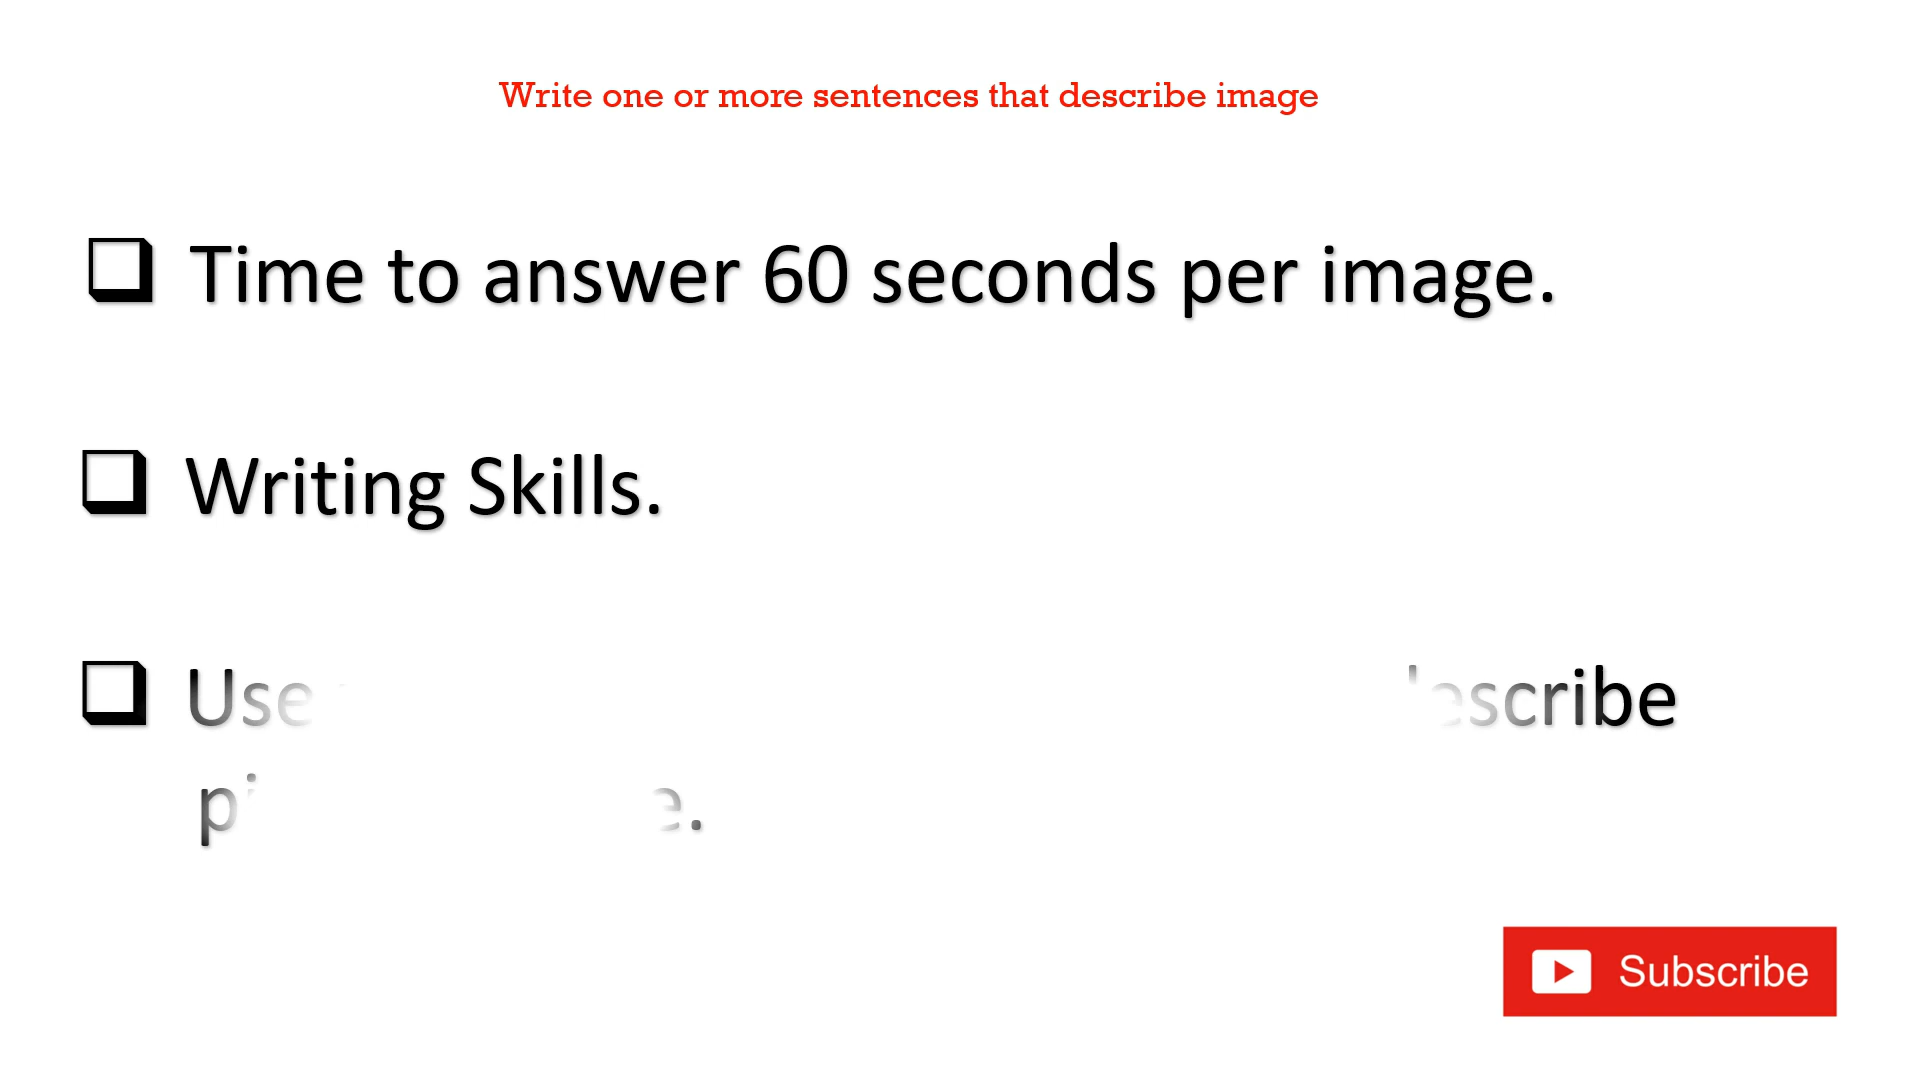 Write one or more sentences that describe image
Time to answer 60 seconds per image.
Writing Skills.
Use describe
Subscribe